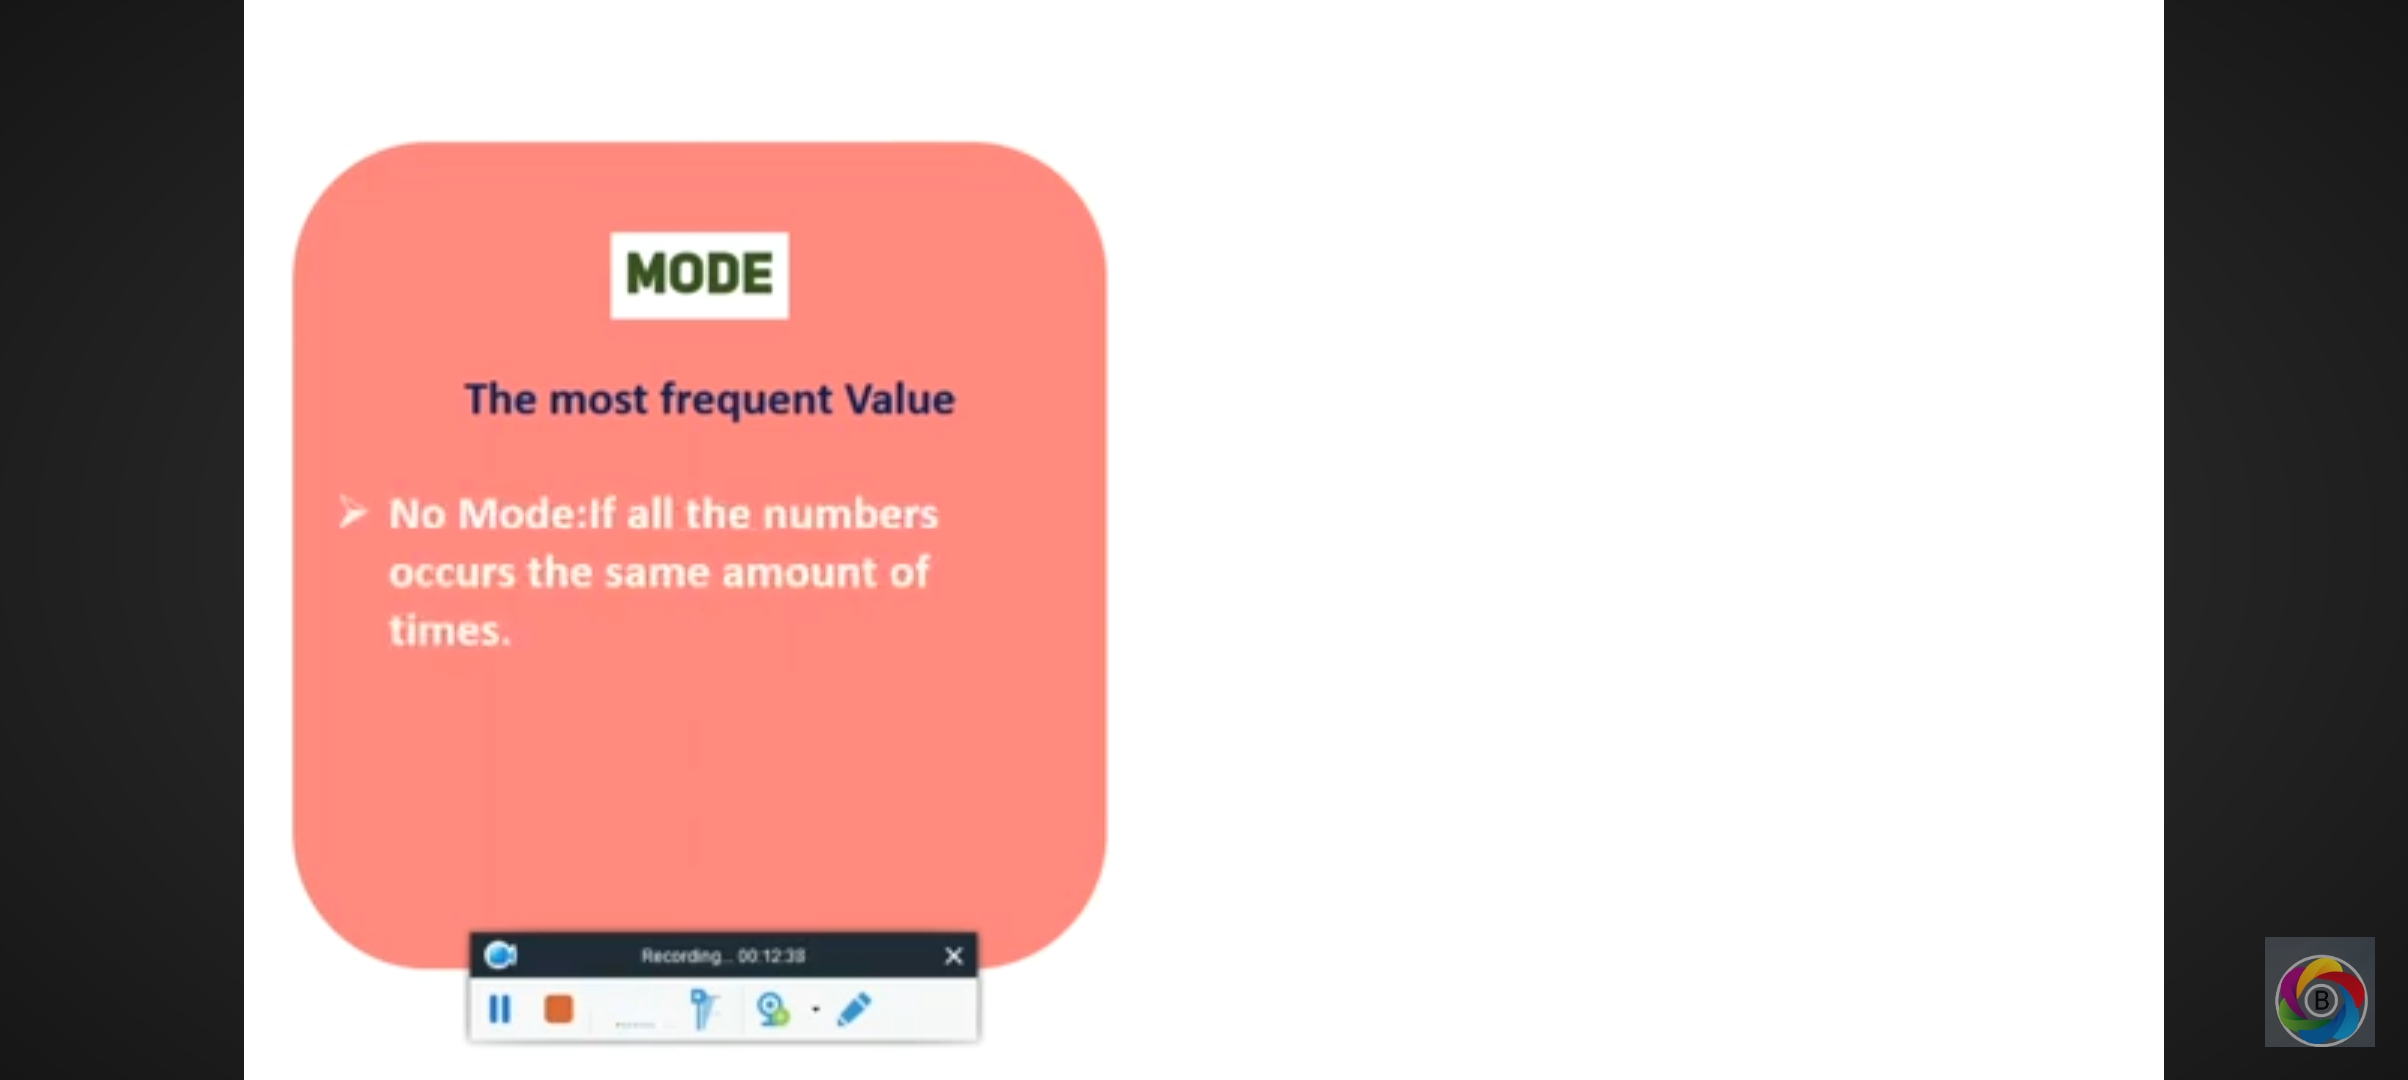 MODE
The most frequent Value
➢ No Mode:If all the numbers
occurs the same amount of
times.
Recording... 00:12:38
B